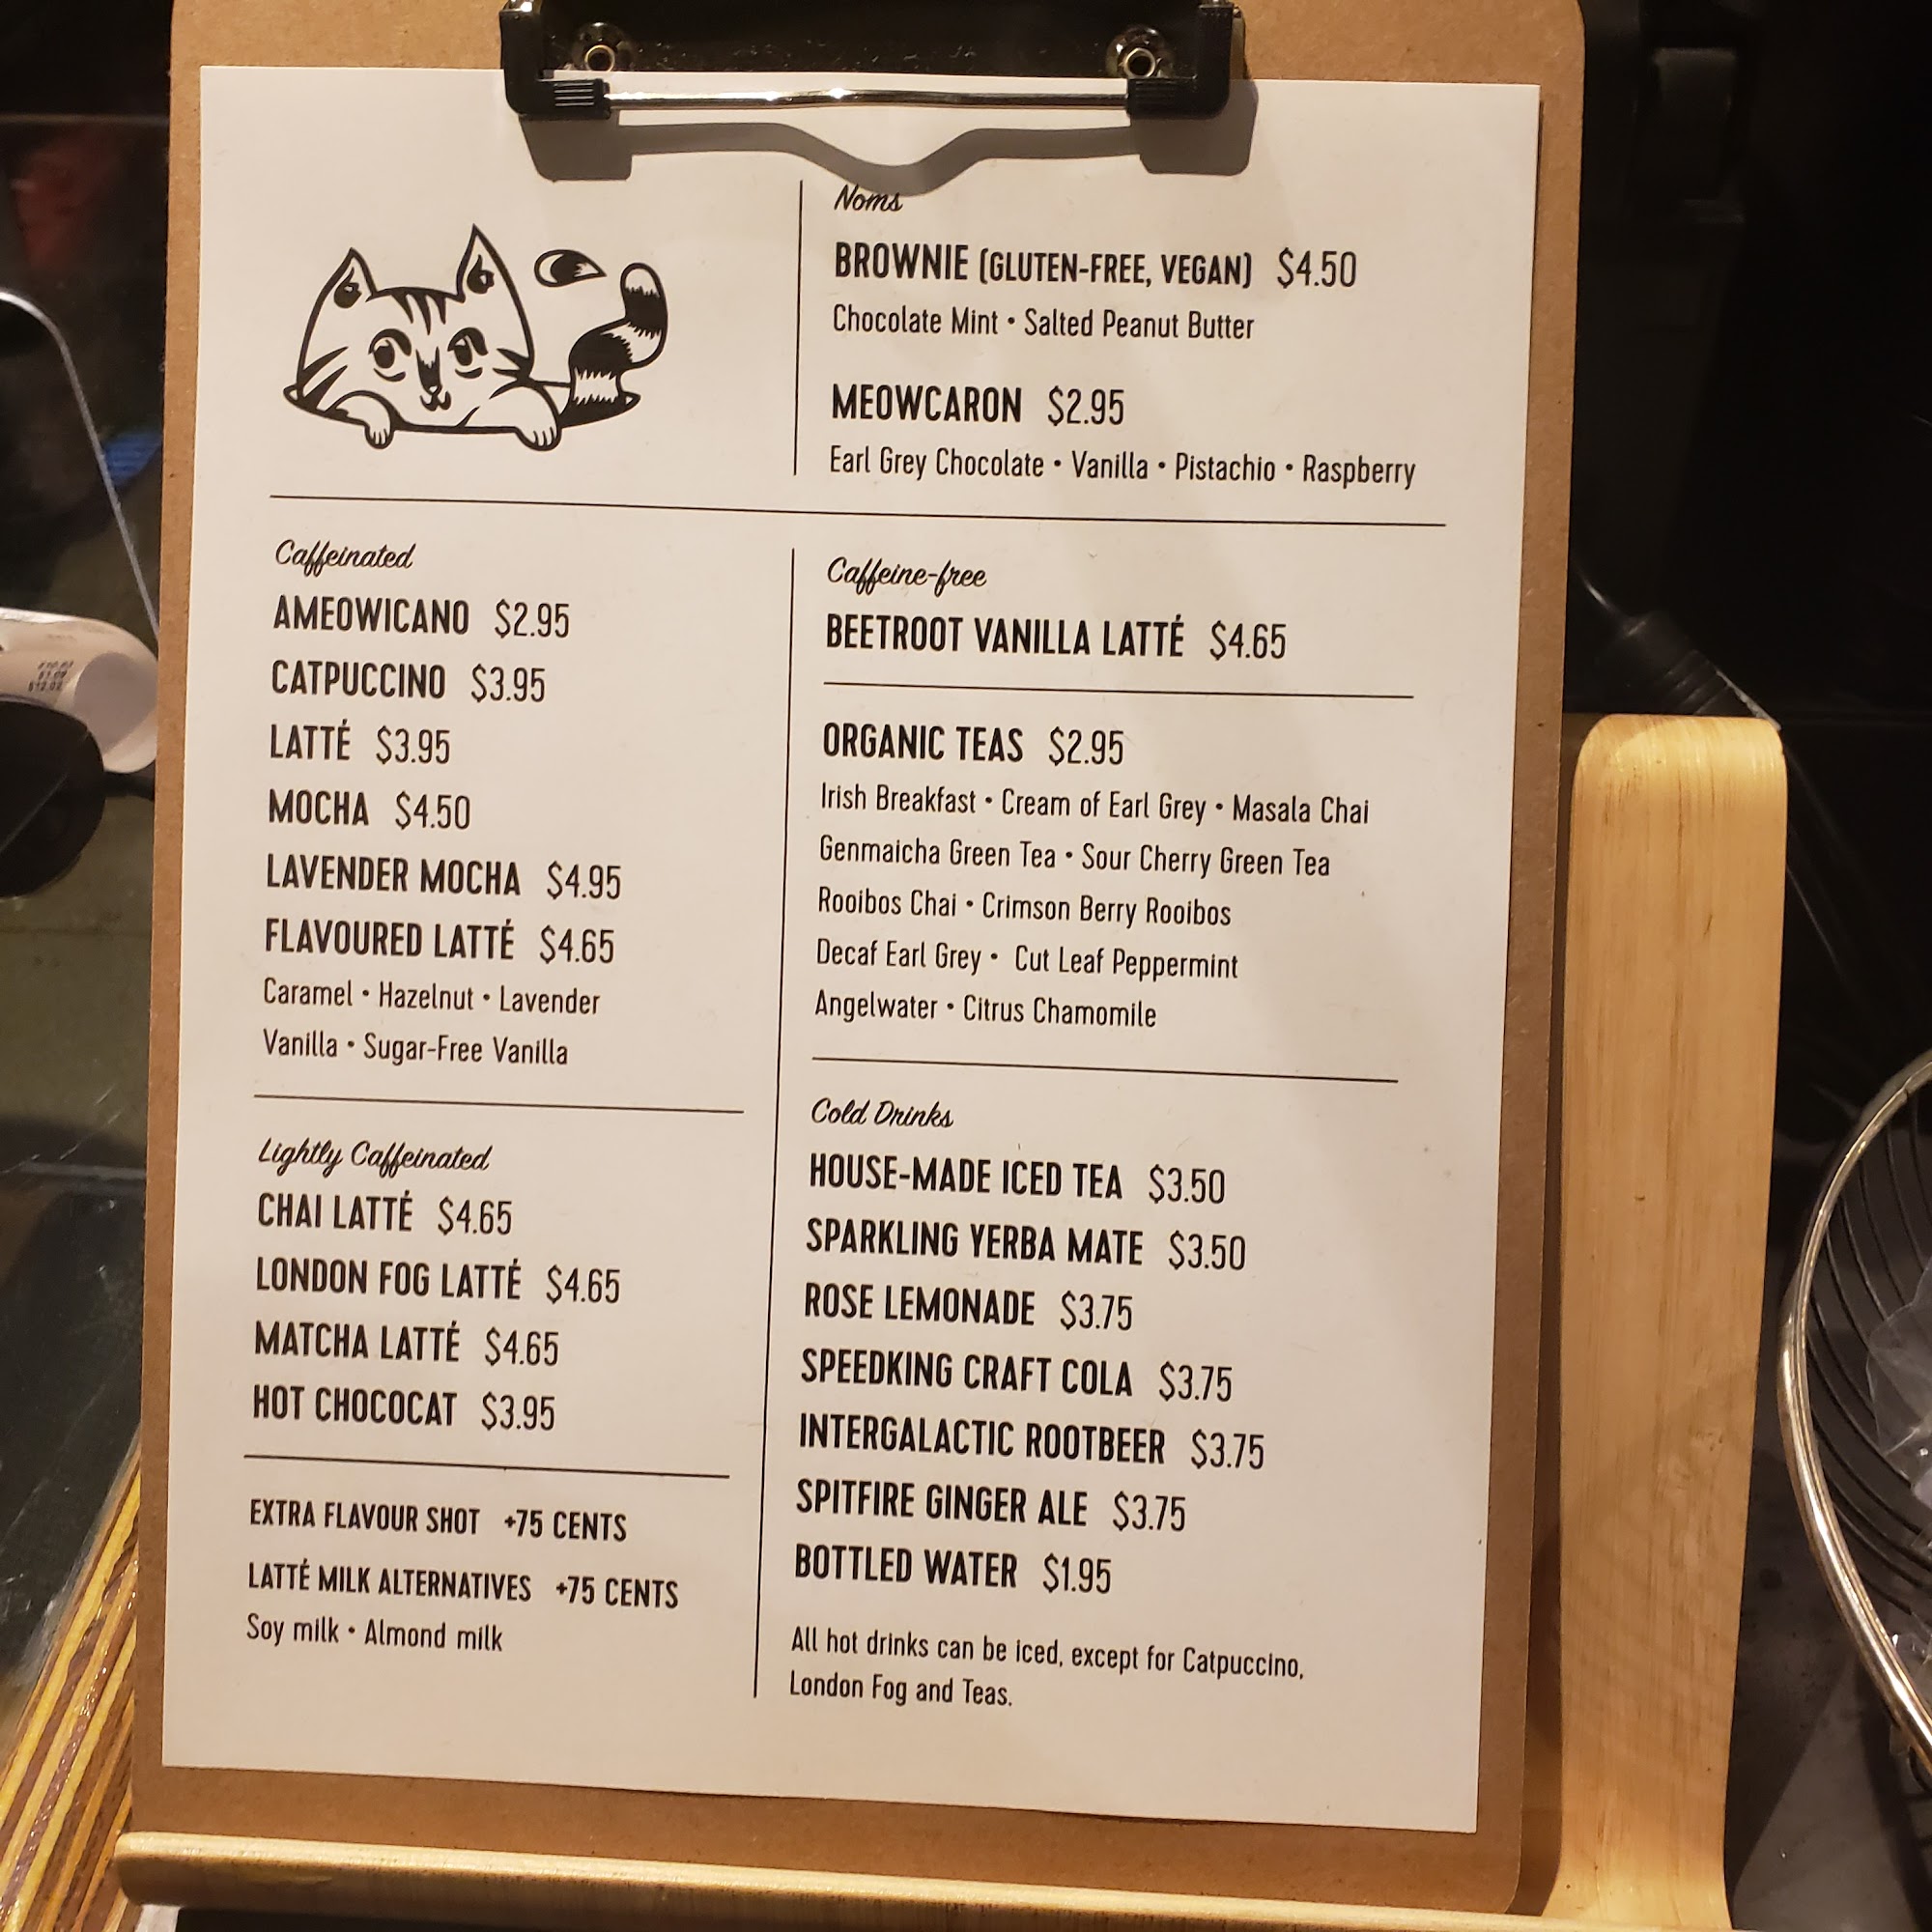 Noms
BROWNIE (GLUTEN-FREE, VEGAN) $4.50
Chocolate Mint • Salted Peanut Butter
MEOWCARON $2.95
Earl Grey Chocolate • Vanilla • Pistachio • Raspberry
Caffeinated
AMEOWICANO $2.95
CATPUCCINO $3.95
LATTÉ $3.95
MOCHA $4.50
LAVENDER MOCHA $4.95
FLAVOURED LATTÉ $4.65
Caramel • Hazelnut • Lavender
Vanilla • Sugar-Free Vanilla
Lightly Caffeinated
CHAI LATTÉ $4.65
LONDON FOG LATTÉ $4.65
MATCHA LATTÉ $4.65
HOT CHOCOCAT $3.95
EXTRA FLAVOUR SHOT +75 CENTS
LATTÉ MILK ALTERNATIVES +75 CENTS
Soy milk • Almond milk
Caffeine-free
BEETROOT VANILLA LATTÉ $4.65
ORGANIC TEAS $2.95
Irish Breakfast • Cream of Earl Grey • Masala Chai
Genmaicha Green Tea • Sour Cherry Green Tea
Rooibos Chai • Crimson Berry Rooibos
Decaf Earl Grey • Cut Leaf Peppermint
Angelwater • Citrus Chamomile
Cold Drinks
HOUSE-MADE ICED TEA $3.50
SPARKLING YERBA MATE $3.50
ROSE LEMONADE $3.75
SPEEDKING CRAFT COLA $3.75
INTERGALACTIC ROOTBEER $3.75
SPITFIRE GINGER ALE $3.75
BOTTLED WATER $1.95
All hot drinks can be iced, except for Catpuccino,
London Fog and Teas.